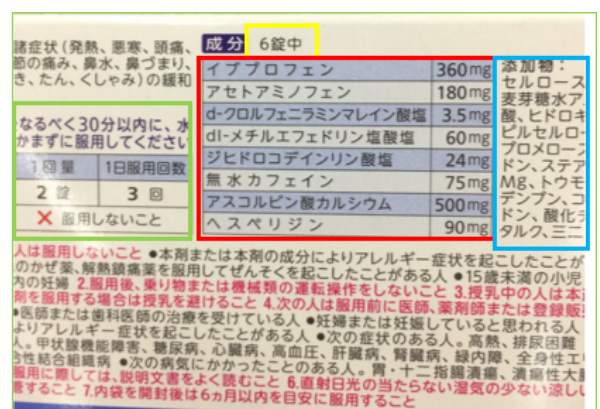 諸症状（発熱、悪寒、頭痛、
節の痛み、鼻水、鼻づまり、
き、たん、くしゃみ）の緩和
なるべく30分以内に、水
かまずに服用してください
1回量 1日服用回数
2錠 3回
× 服用しないこと
成分 6錠中
イブプロフェン 360mg
アセトアミノフェン 180mg
d-クロルフェニラミンマレイン酸塩 3.5mg
dl-メチルエフェドリン塩酸塩 60mg
ジヒドロコデインリン酸塩 24mg
無水カフェイン 75mg
アスコルビン酸カルシウム 500mg
ヘスペリジン 90mg
添加物：
セルロース
麦芽糖水ア
酸、ヒドロキ
ピルセルロー
プロメロース
ドン、ステア
Mg、トウモ
デンプン、コ
ドン、酸化チ
タルク、三二
人は服用しないこと ●本剤または本剤の成分によりアレルギー症状を起こしたことが
のかぜ薬、解熱鎮痛薬を服用してぜんそくを起こしたことがある人 ●15歳未満の小児
内の妊婦 2.服用後、乗り物または機械類の運転操作をしないこと 3.授乳中の人は本
剤を服用する場合は授乳を避けること 4.次の人は服用前に医師、薬剤師または登録販
●医師または歯科医師の治療を受けている人 ●妊婦または妊娠していると思われる人
よりアレルギー症状を起こしたことがある人 ●次の症状のある人。高熱、排尿困難
人。甲状腺機能障害、糖尿病、心臓病、高血圧、肝臓病、腎臓病、緑内障、全身性エ
合性結合組織病 ●次の病気にかかったことのある人。胃・十二指腸潰瘍、潰瘍性大
服用に際しては、説明文書をよく読むこと 6.直射日光の当たらない湿気の少ない涼し
管すること 7.内袋を開封後は6ヵ月以内を目安に服用すること